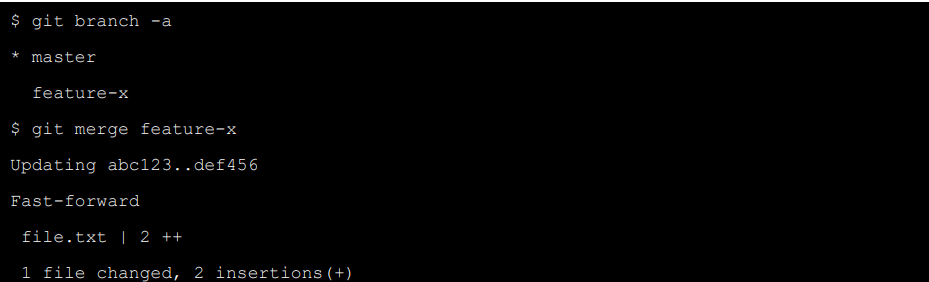 $ git branch -a
* master
  feature-x
$ git merge feature-x
Updating abc123..def456
Fast-forward
 file.txt | 2 ++
 1 file changed, 2 insertions(+)